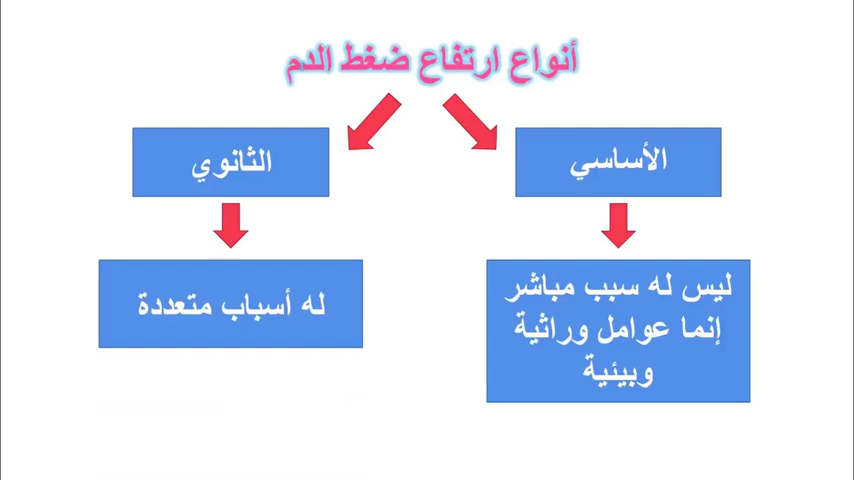 أنواع ارتفاع ضغط الدم
الأساسي
الثانوي
ليس له سبب مباشر
إنما عوامل وراثية
وبيئية
له أسباب متعددة